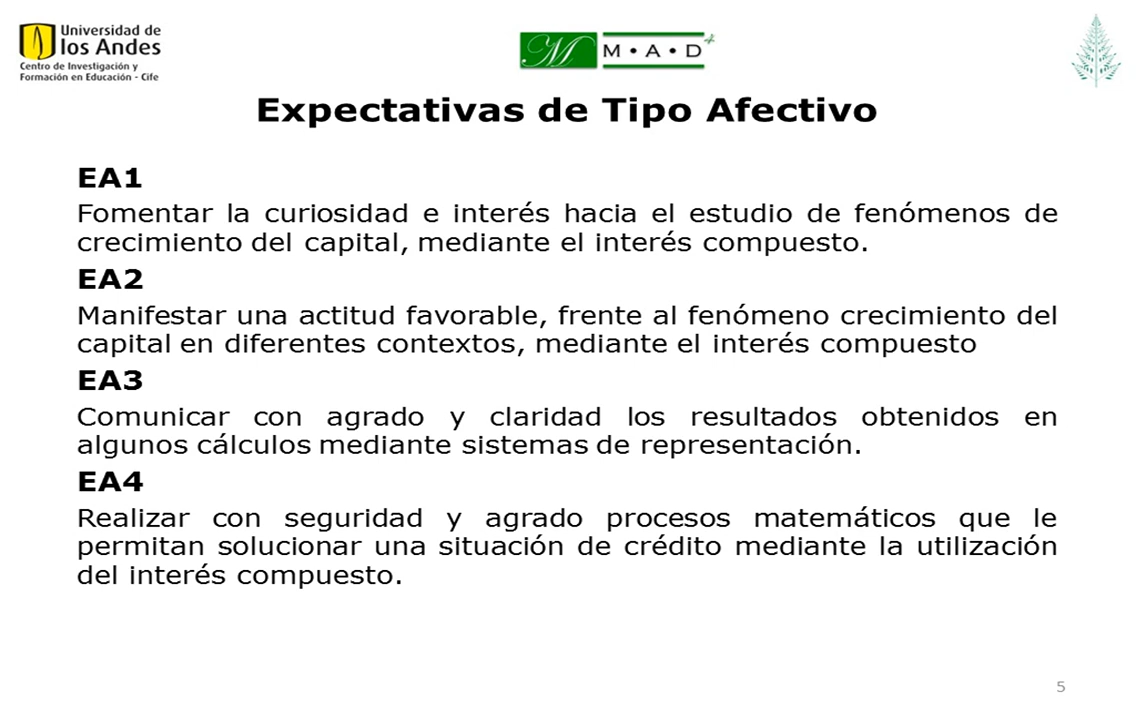 Universidad de
los Andes
Centro de Investigación y
Formación en Educación - Cife
M M • A • D
Expectativas de Tipo Afectivo
EA1
Fomentar la curiosidad e interés hacia el estudio de fenómenos de
crecimiento del capital, mediante el interés compuesto.
EA2
Manifestar una actitud favorable, frente al fenómeno crecimiento del
capital en diferentes contextos, mediante el interés compuesto
EA3
Comunicar con agrado y claridad los resultados obtenidos en
algunos cálculos mediante sistemas de representación.
EA4
Realizar con seguridad y agrado procesos matemáticos que le
permitan solucionar una situación de crédito mediante la utilización
del interés compuesto.
5